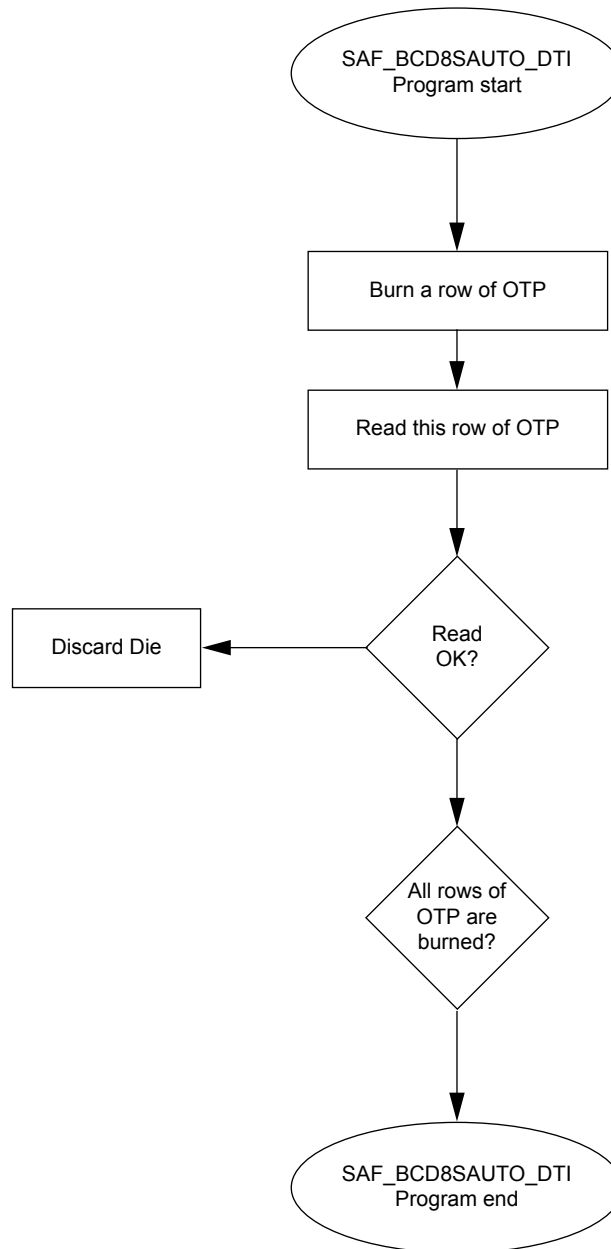 SAF_BCD8SAUTO_DTI
Program start
Burn a row of OTP
Read this row of OTP
Read
OK?
Discard Die
All rows of
OTP are
burned?
SAF_BCD8SAUTO_DTI
Program end